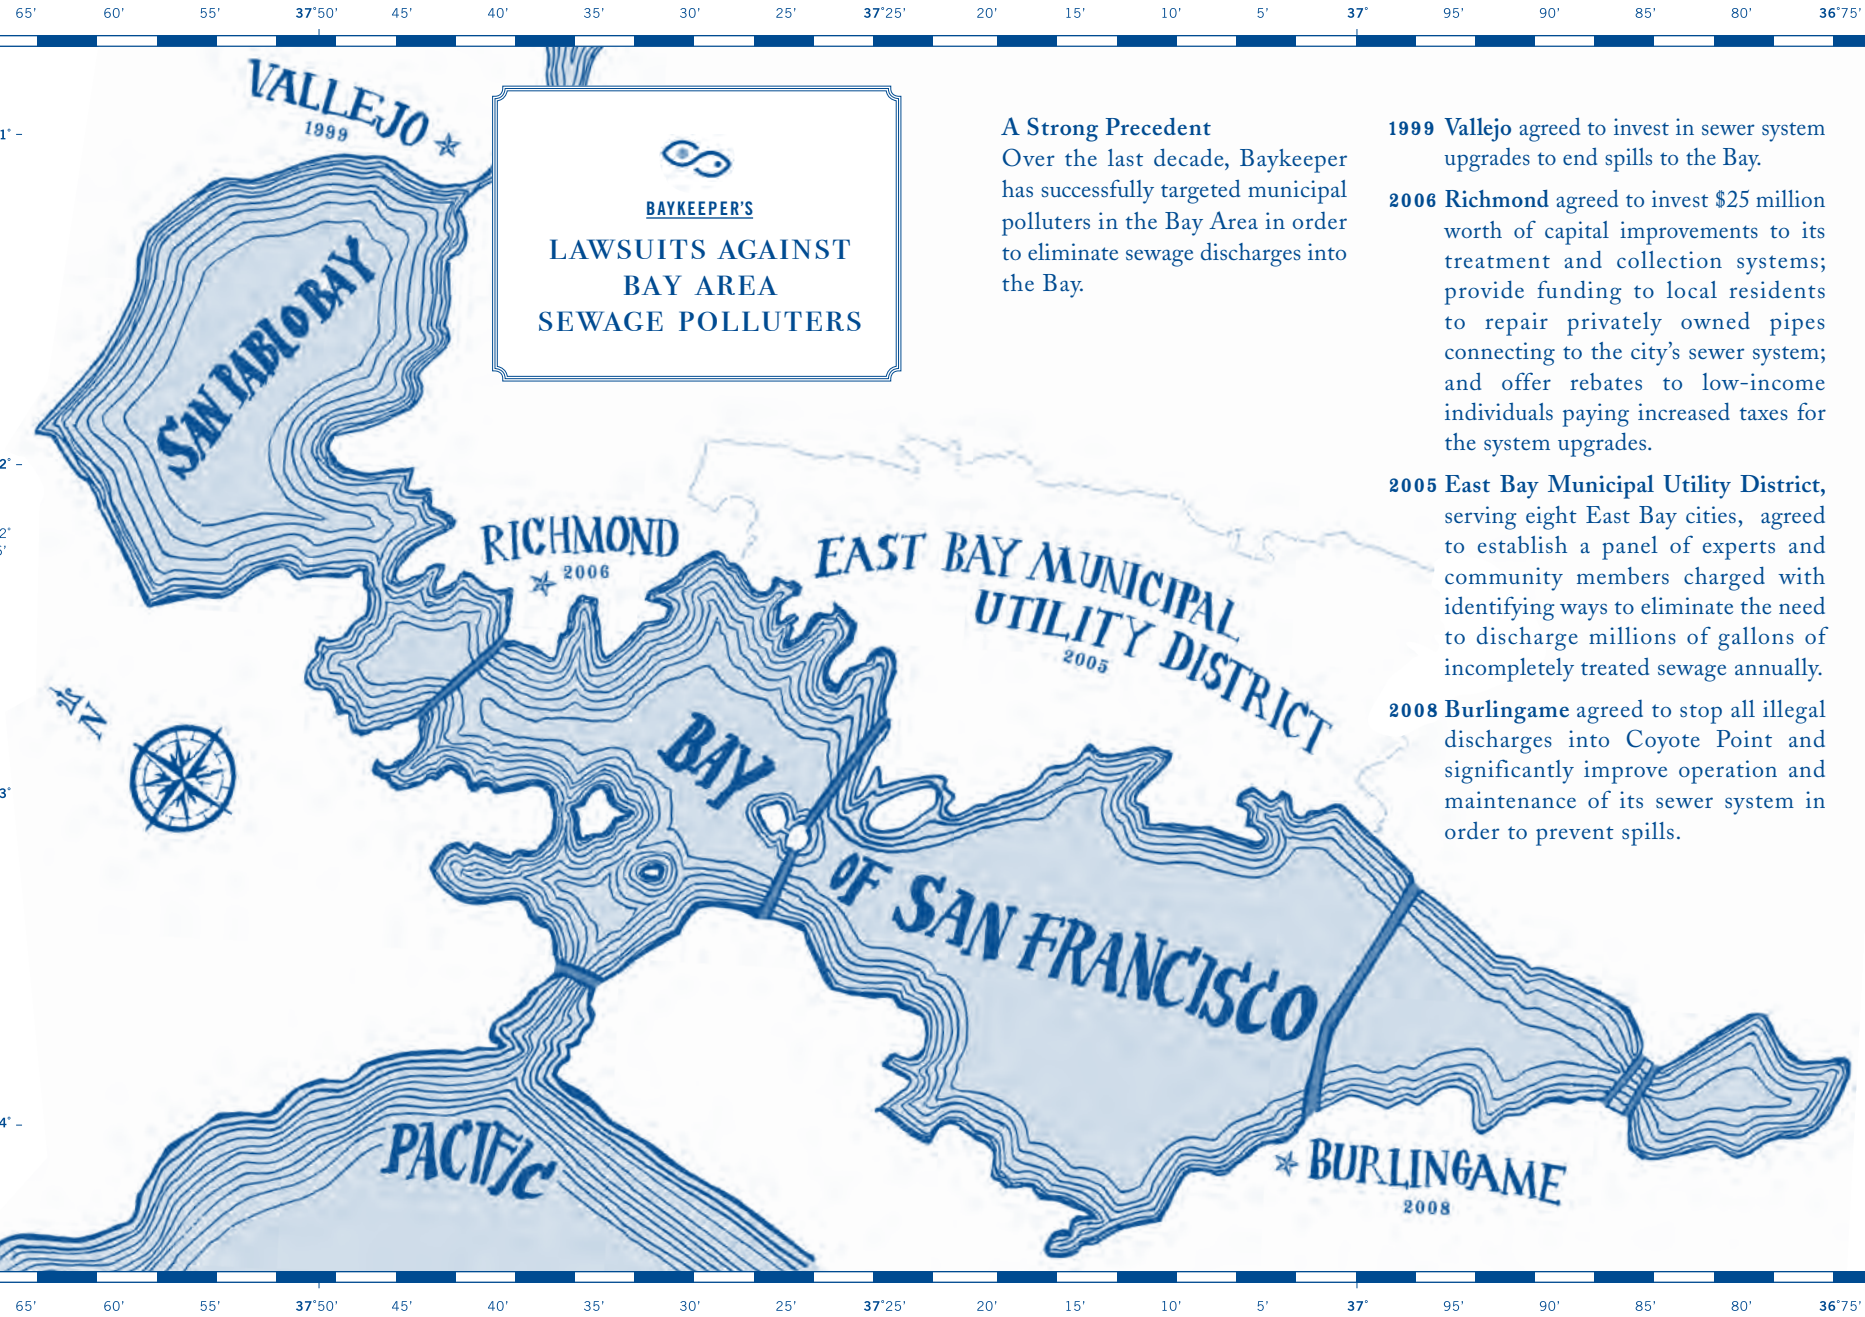 65' 60' 55' 37°50' 45' 40' 35' 30' 25' 37°25' 20' 15' 10' 5' 37° 95' 90' 85' 80' 36°75'
VALLEJO
1999
BAYKEEPER'S
LAWSUITS AGAINST
BAY AREA
SEWAGE POLLUTERS
A Strong Precedent
Over the last decade, Baykeeper
has successfully targeted municipal
polluters in the Bay Area in order
to eliminate sewage discharges into
the Bay.
1999 Vallejo agreed to invest in sewer system
upgrades to end spills to the Bay.
2006 Richmond agreed to invest $25 million
worth of capital improvements to its
treatment and collection systems;
provide funding to local residents
to repair privately owned pipes
connecting to the city's sewer system;
and offer rebates to low-income
individuals paying increased taxes for
the system upgrades.
2005 East Bay Municipal Utility District,
serving eight East Bay cities, agreed
to establish a panel of experts and
community members charged with
identifying ways to eliminate the need
to discharge millions of gallons of
incompletely treated sewage annually.
2008 Burlingame agreed to stop all illegal
discharges into Coyote Point and
significantly improve operation and
maintenance of its sewer system in
order to prevent spills.
1°
2°
2°
5'
3°
4°
SAN PABLO BAY
RICHMOND
2006
EAST BAY MUNICIPAL
UTILITY DISTRICT
2005
N
BAY
OF SAN FRANCISCO
PACIFIC
BURLINGAME
2008
65' 60' 55' 37°50' 45' 40' 35' 30' 25' 37°25' 20' 15' 10' 5' 37° 95' 90' 85' 80' 36°75'